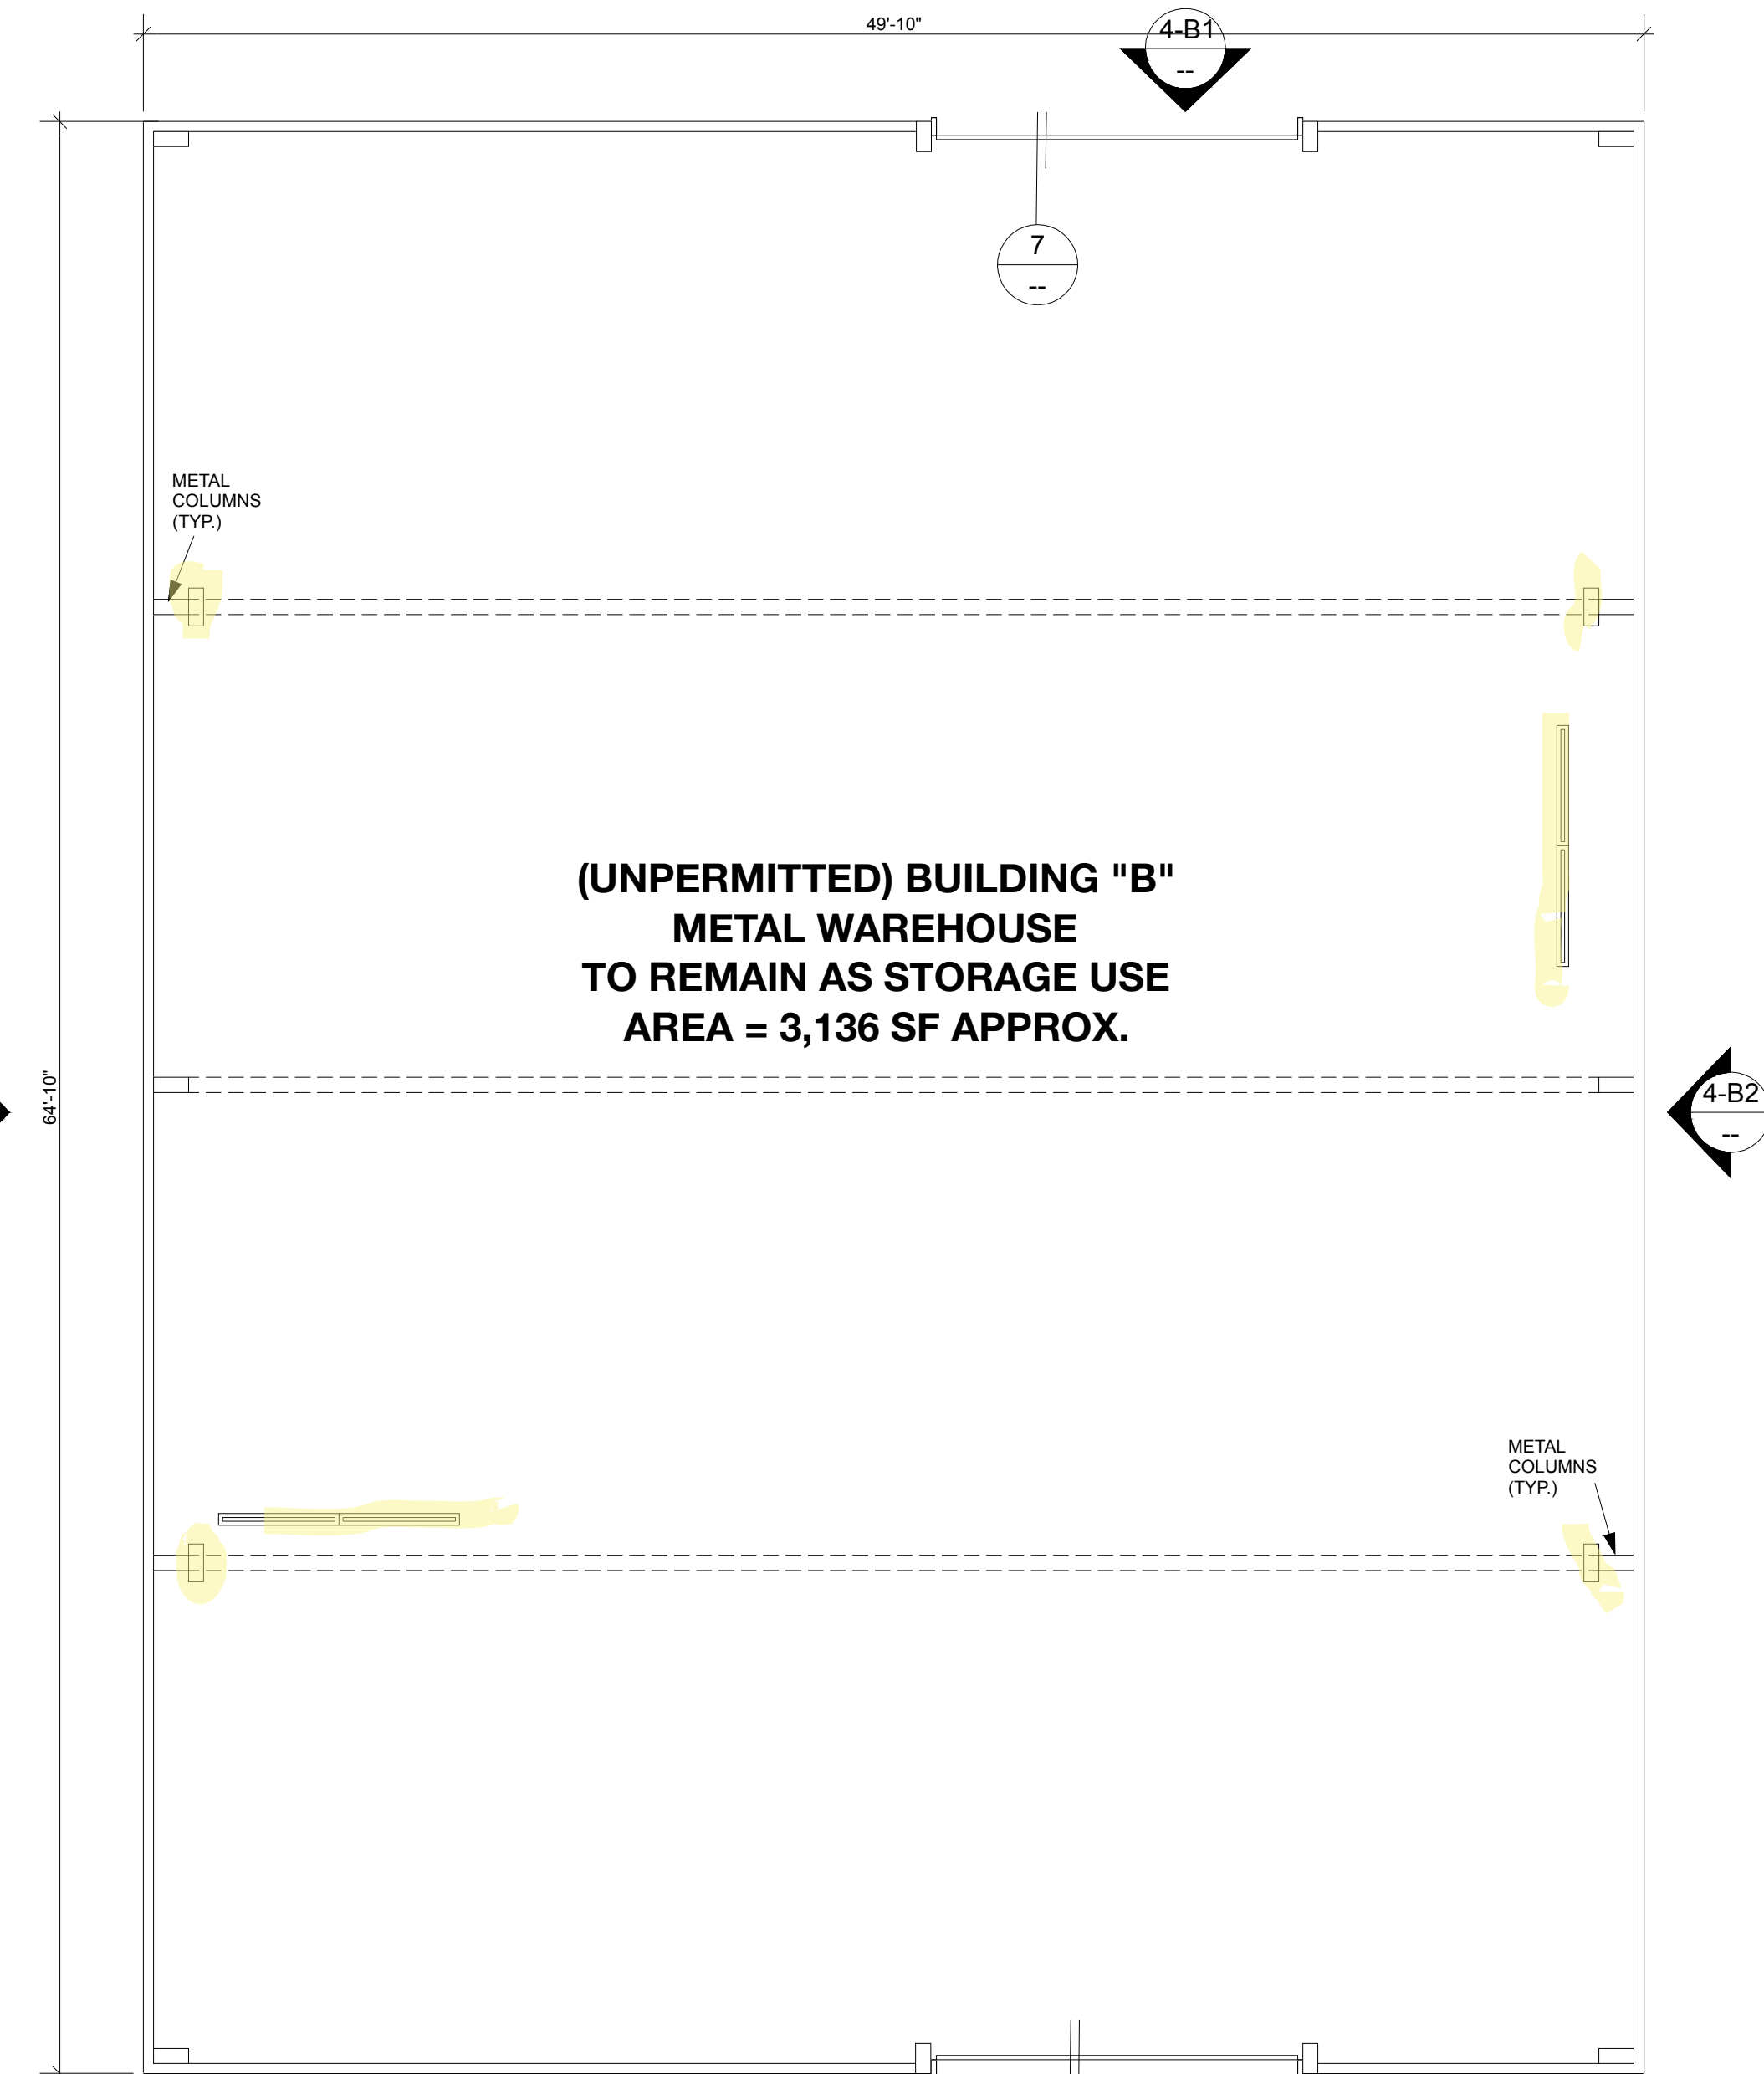 49'-10"
4-B1
--
7
--
METAL
COLUMNS
(TYP.)
(UNPERMITTED) BUILDING "B"
METAL WAREHOUSE
TO REMAIN AS STORAGE USE
AREA = 3,136 SF APPROX.
64'-10"
4-B2
--
METAL
COLUMNS
(TYP.)